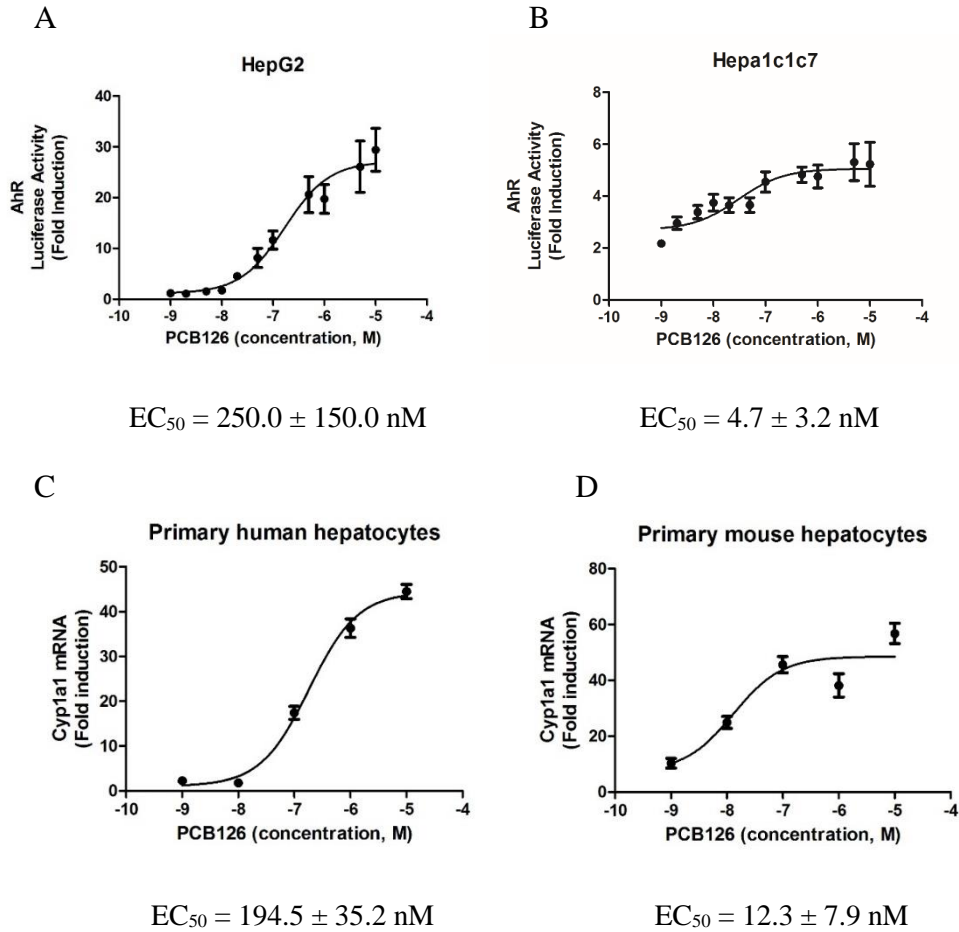 A
HepG2
AhR
Luciferase Activity
(Fold Induction)
40
30
20
10
0
-10 -9 -8 -7 -6 -5 -4
PCB126 (concentration, M)
EC₅₀ = 250.0 ± 150.0 nM
B
Hepa1c1c7
AhR
Luciferase Activity
(Fold Induction)
8
6
4
2
0
-10 -9 -8 -7 -6 -5 -4
PCB126 (concentration, M)
EC₅₀ = 4.7 ± 3.2 nM
C
Primary human hepatocytes
Cyp1a1 mRNA
(Fold induction)
50
40
30
20
10
0
-10 -9 -8 -7 -6 -5 -4
PCB126 (concentration, M)
EC₅₀ = 194.5 ± 35.2 nM
D
Primary mouse hepatocytes
Cyp1a1 mRNA
(Fold induction)
80
60
40
20
0
-10 -9 -8 -7 -6 -5 -4
PCB126 (concentration, M)
EC₅₀ = 12.3 ± 7.9 nM